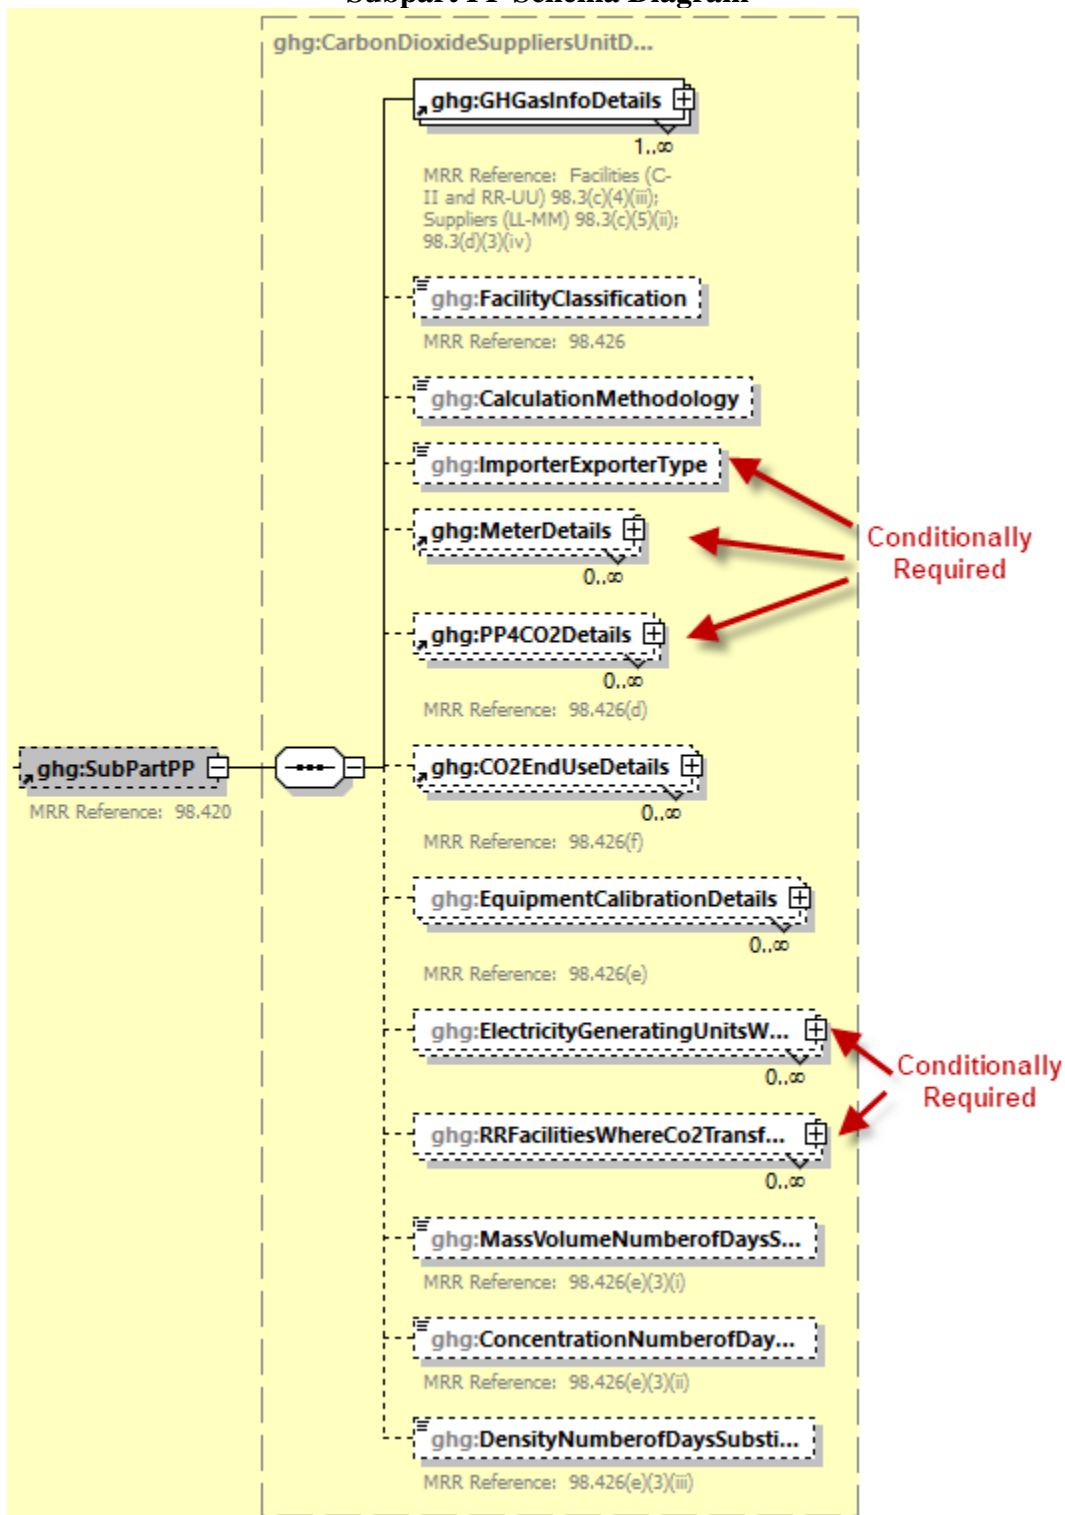 Subpart PP Schema Diagram
ghg:CarbonDioxideSuppliersUnitD...
ghg:GHGasInfoDetails
1..∞
MRR Reference: Facilities (C-
II and RR-UU) 98.3(c)(4)(iii);
Suppliers (LL-MM) 98.3(c)(5)(ii);
98.3(d)(3)(iv)
ghg:FacilityClassification
MRR Reference: 98.426
ghg:CalculationMethodology
ghg:ImporterExporterType
ghg:MeterDetails
0..∞
Conditionally
Required
ghg:PP4CO2Details
0..∞
MRR Reference: 98.426(d)
ghg:SubPartPP
MRR Reference: 98.420
ghg:CO2EndUseDetails
0..∞
MRR Reference: 98.426(f)
ghg:EquipmentCalibrationDetails
0..∞
MRR Reference: 98.426(e)
ghg:ElectricityGeneratingUnitsW...
0..∞
Conditionally
Required
ghg:RRFacilitiesWhereCo2Transf...
0..∞
ghg:MassVolumeNumberofDaysS...
MRR Reference: 98.426(e)(3)(i)
ghg:ConcentrationNumberofDay...
MRR Reference: 98.426(e)(3)(ii)
ghg:DensityNumberofDaysSubsti...
MRR Reference: 98.426(e)(3)(iii)